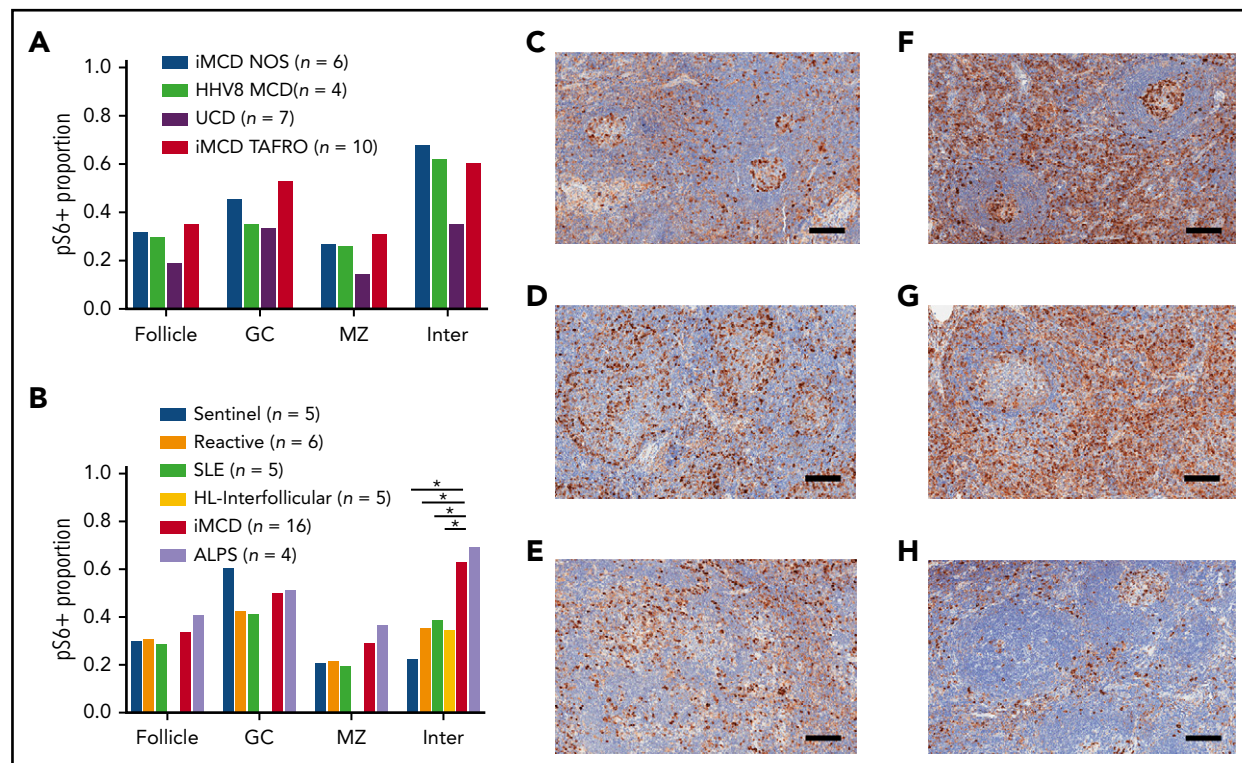 A
pS6+ proportion
1.0
0.8
0.6
0.4
0.2
0.0
iMCD NOS (n = 6)
HHV8 MCD(n = 4)
UCD (n = 7)
iMCD TAFRO (n = 10)
Follicle GC MZ Inter
B
pS6+ proportion
1.0
0.8
0.6
0.4
0.2
0.0
Sentinel (n = 5)
Reactive (n = 6)
SLE (n = 5)
HL-Interfollicular (n = 5)
iMCD (n = 16)
ALPS (n = 4)
*
*
*
*
Follicle GC MZ Inter
C
D
E
F
G
H